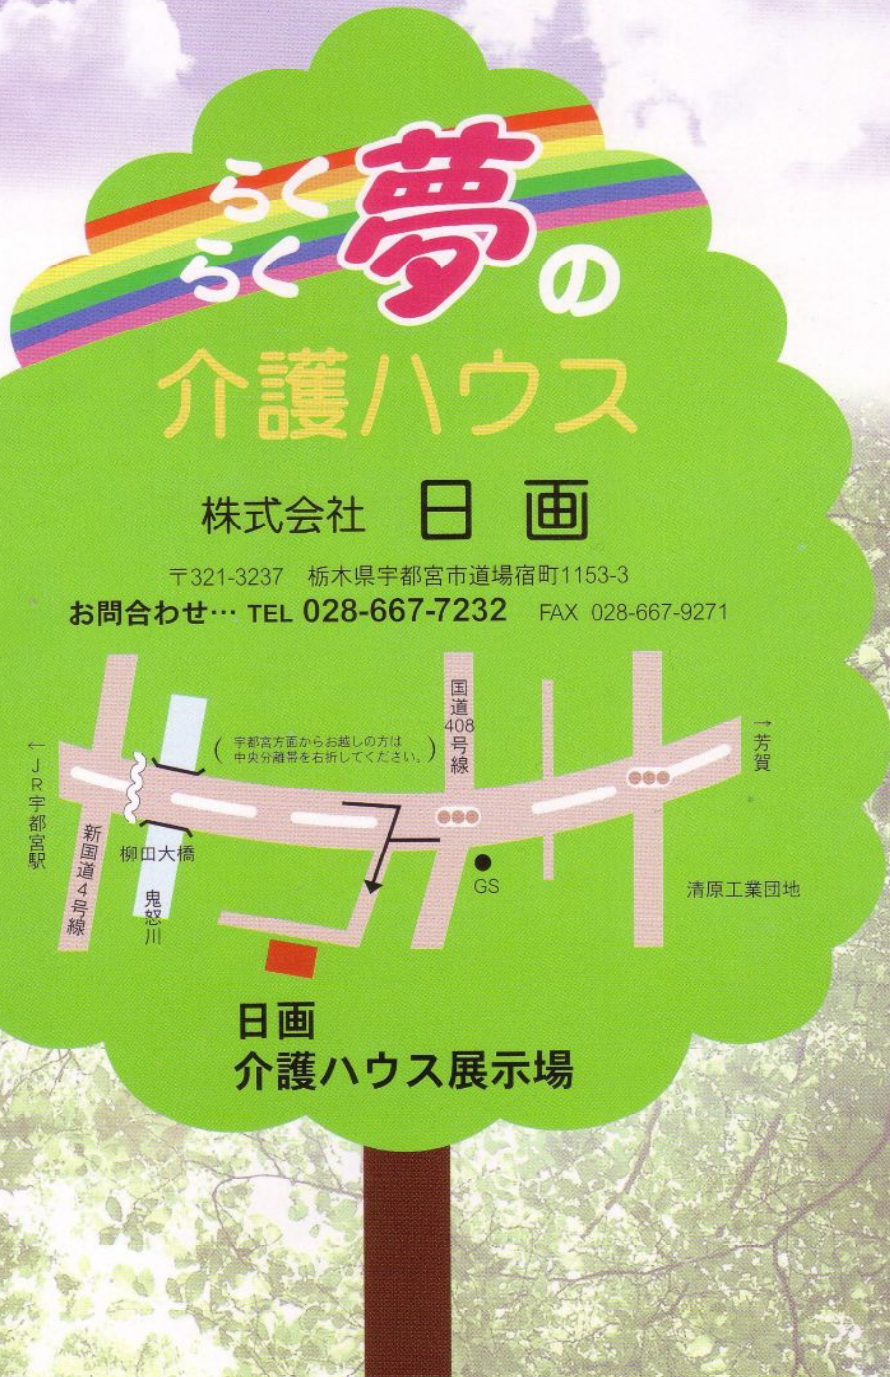 らく
らく
夢の
介護ハウス
株式会社 日画
〒321-3237 栃木県宇都宮市道場宿町1153-3
お問合わせ… TEL 028-667-7232 FAX 028-667-9271
国道408号線
(宇都宮方面からお越しの方は
中央分離帯を右折してください。)
→芳賀
←JR宇都宮駅
新国道4号線
柳田大橋
鬼怒川
GS
清原工業団地
日画
介護ハウス展示場